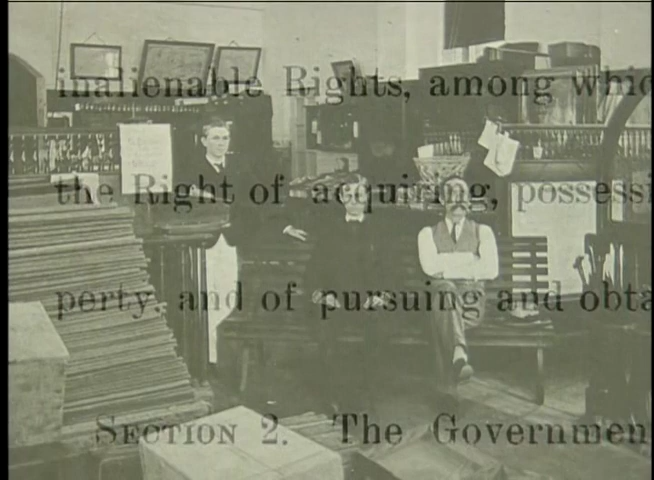 inalienable Rights, among whic
the Right of acquiring, possessi
perty, and of pursuing and obta
SECTION 2. The Governmen